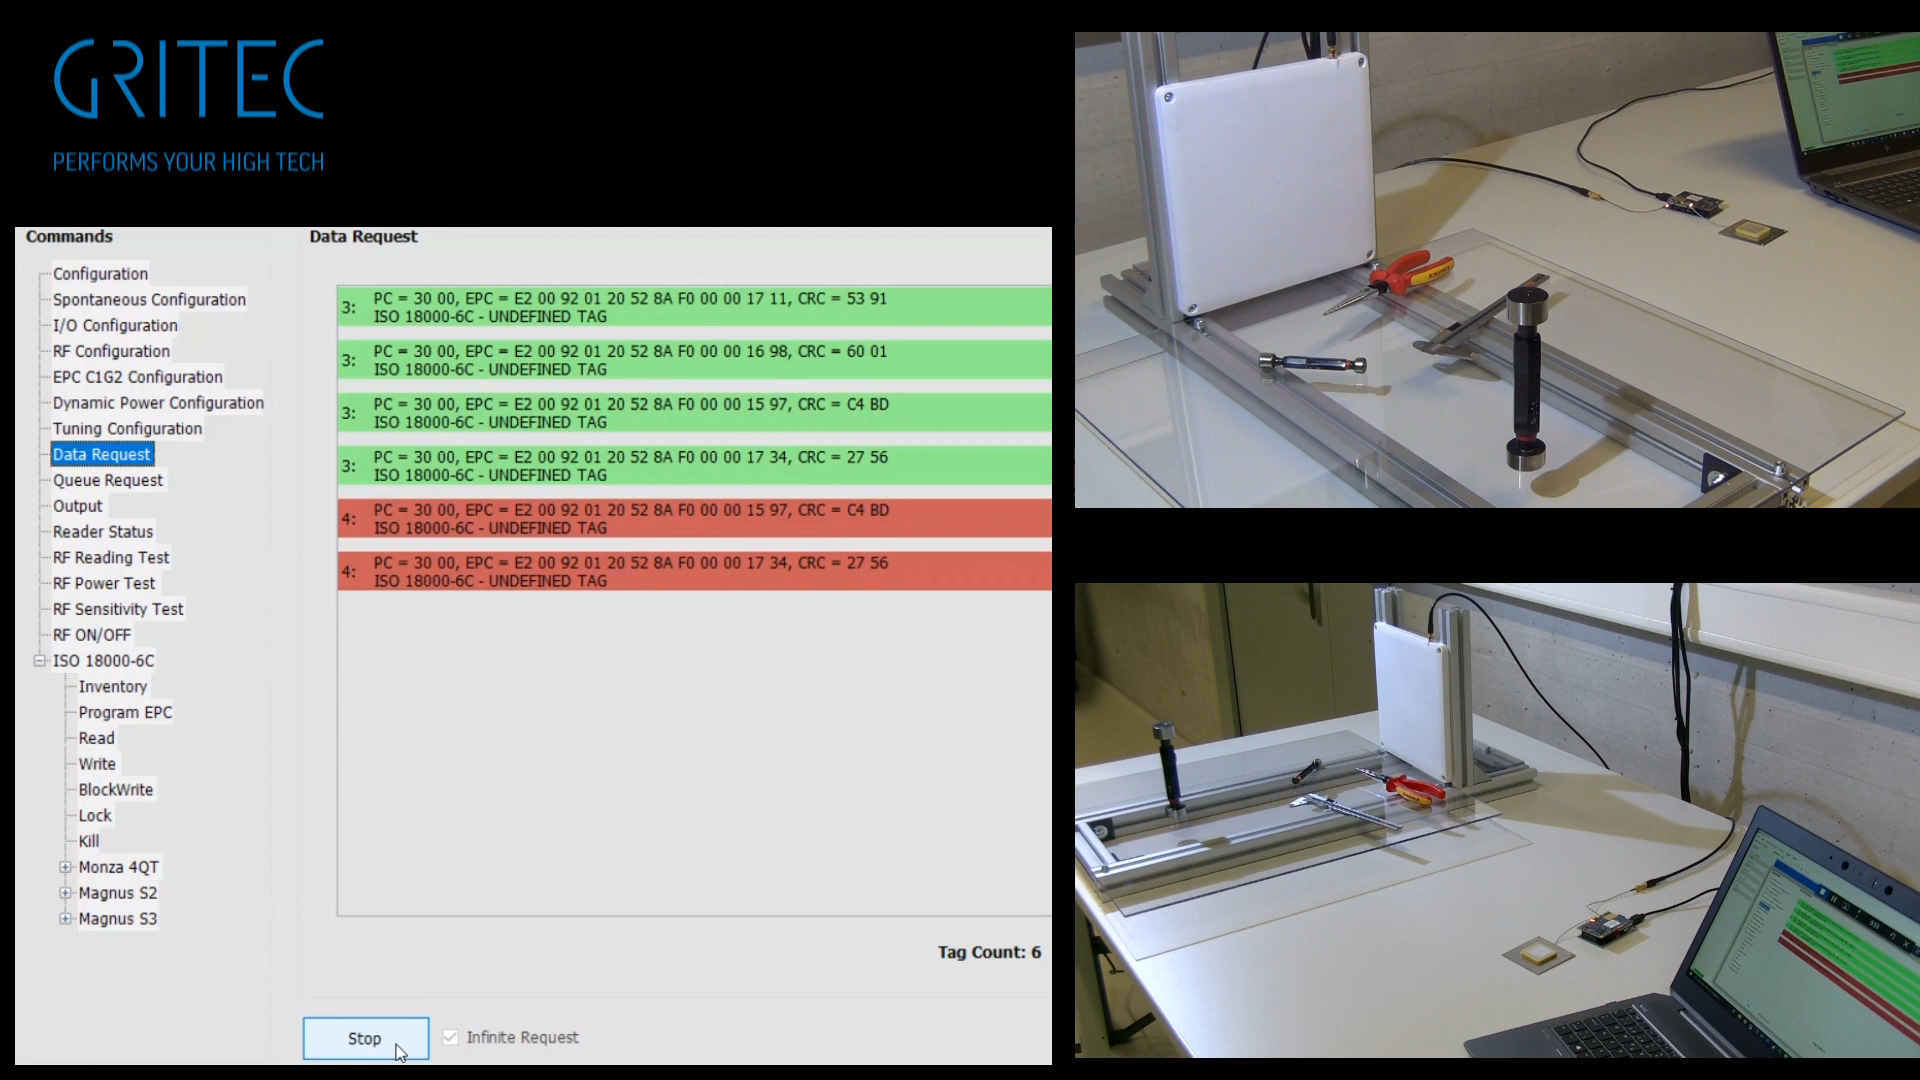 GRITEC
PERFORMS YOUR HIGH TECH
Commands
Configuration
Spontaneous Configuration
I/O Configuration
RF Configuration
EPC C1G2 Configuration
Dynamic Power Configuration
Tuning Configuration
Data Request
Queue Request
Output
Reader Status
RF Reading Test
RF Power Test
RF Sensitivity Test
RF ON/OFF
ISO 18000-6C
Inventory
Program EPC
Read
Write
BlockWrite
Lock
Kill
Monza 4QT
Magnus S2
Magnus S3
Data Request
3: PC = 30 00, EPC = E2 00 92 01 20 52 8A F0 00 00 17 11, CRC = 53 91
ISO 18000-6C - UNDEFINED TAG
3: PC = 30 00, EPC = E2 00 92 01 20 52 8A F0 00 00 16 98, CRC = 60 01
ISO 18000-6C - UNDEFINED TAG
3: PC = 30 00, EPC = E2 00 92 01 20 52 8A F0 00 00 15 97, CRC = C4 BD
ISO 18000-6C - UNDEFINED TAG
3: PC = 30 00, EPC = E2 00 92 01 20 52 8A F0 00 00 17 34, CRC = 27 56
ISO 18000-6C - UNDEFINED TAG
4: PC = 30 00, EPC = E2 00 92 01 20 52 8A F0 00 00 15 97, CRC = C4 BD
ISO 18000-6C - UNDEFINED TAG
4: PC = 30 00, EPC = E2 00 92 01 20 52 8A F0 00 00 17 34, CRC = 27 56
ISO 18000-6C - UNDEFINED TAG
Tag Count: 6
Stop
Infinite Request